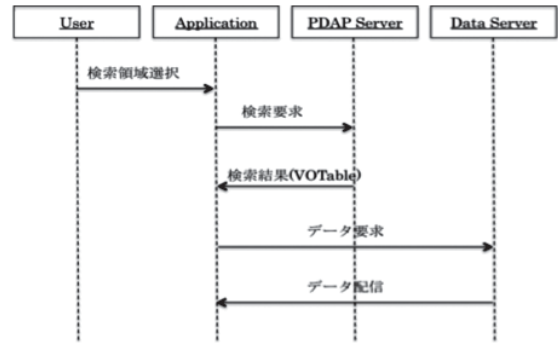 User
Application
PDAP Server
Data Server
検索領域選択
検索要求
検索結果(VOTable)
データ要求
データ配信